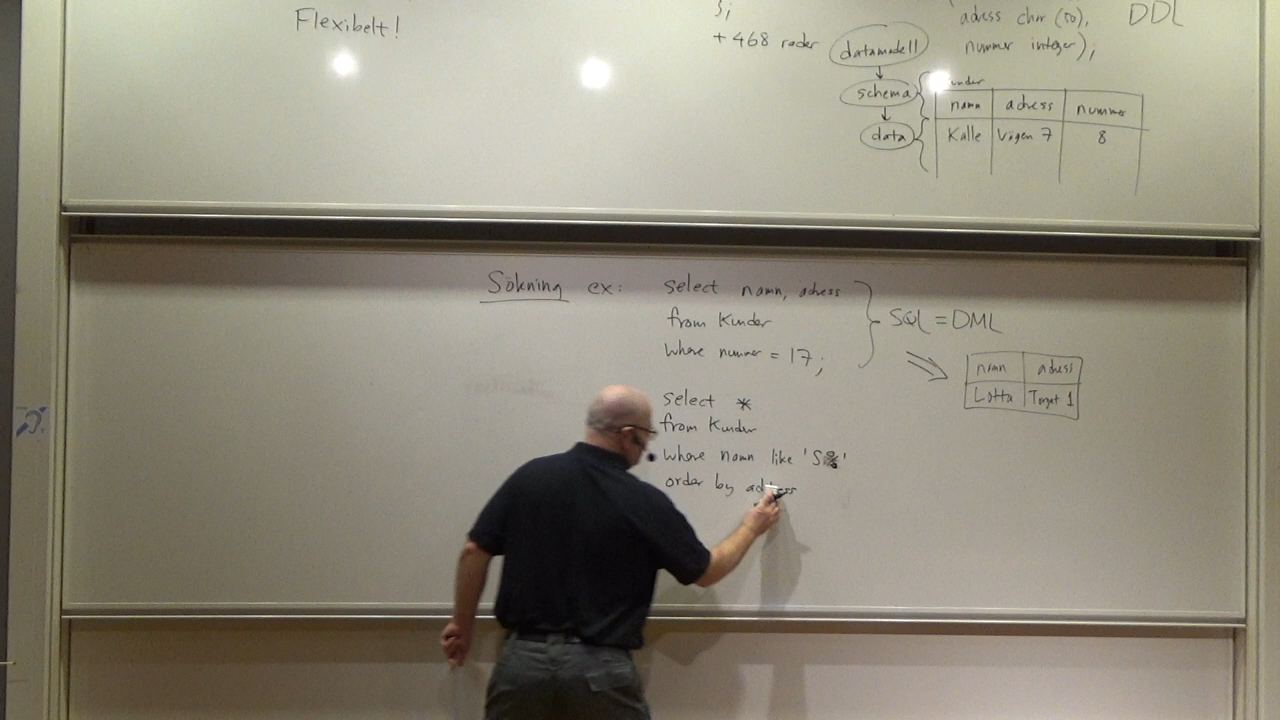 Flexibelt!
};
+ 468 rader
adress char (50),
nummer integer);
DDL
datamodell
schema
data
namn adress nummer
Kalle Vägen 7 8
Sökning ex:
select namn, adress
from Kunder
where nummer = 17;
SQL = DML
namn adress
Lotta Torget 1
select *
from Kunder
where namn like 'S%'
order by adress